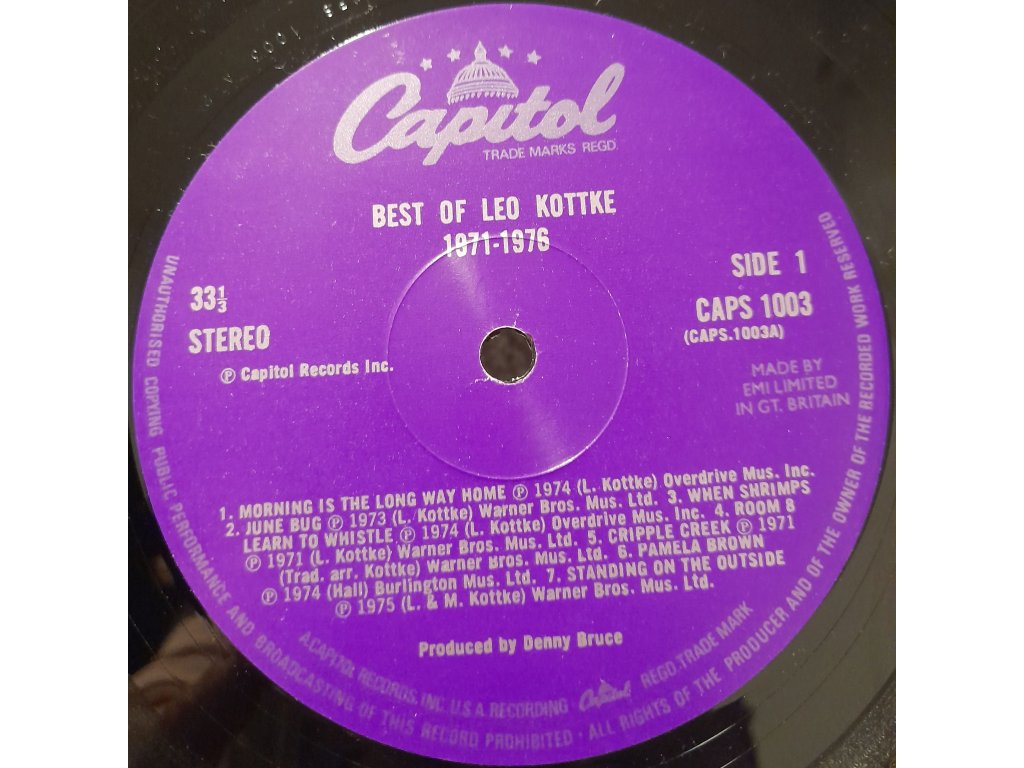 Capitol
TRADE MARKS REGD.
BEST OF LEO KOTTKE
1971-1976
SIDE 1
33⅓
CAPS 1003
STEREO
(CAPS.1003A)
℗ Capitol Records Inc.
MADE BY
EMI LIMITED
IN GT. BRITAIN
1. MORNING IS THE LONG WAY HOME ℗ 1974 (L. Kottke) Overdrive Mus. Inc.
2. JUNE BUG ℗ 1973 (L. Kottke) Warner Bros. Mus. Ltd. 3. WHEN SHRIMPS
LEARN TO WHISTLE ℗ 1974 (L. Kottke) Overdrive Mus. Inc. 4. ROOM 8
℗ 1971 (L. Kottke) Warner Bros. Mus. Ltd. 5. CRIPPLE CREEK ℗ 1971
(Trad. arr. Kottke) Warner Bros. Mus. Ltd. 6. PAMELA BROWN
℗ 1974 (Hall) Burlington Mus. Ltd. 7. STANDING ON THE OUTSIDE
℗ 1975 (L. & M. Kottke) Warner Bros. Mus. Ltd.
Produced by Denny Bruce
A CAPITOL RECORDS, INC. U.S.A. RECORDING · Capitol REGD. TRADE MARK
UNAUTHORISED COPYING PUBLIC PERFORMANCE AND BROADCASTING OF THIS RECORD PROHIBITED · ALL RIGHTS OF THE PRODUCER AND OF THE OWNER OF THE RECORDED WORK RESERVED